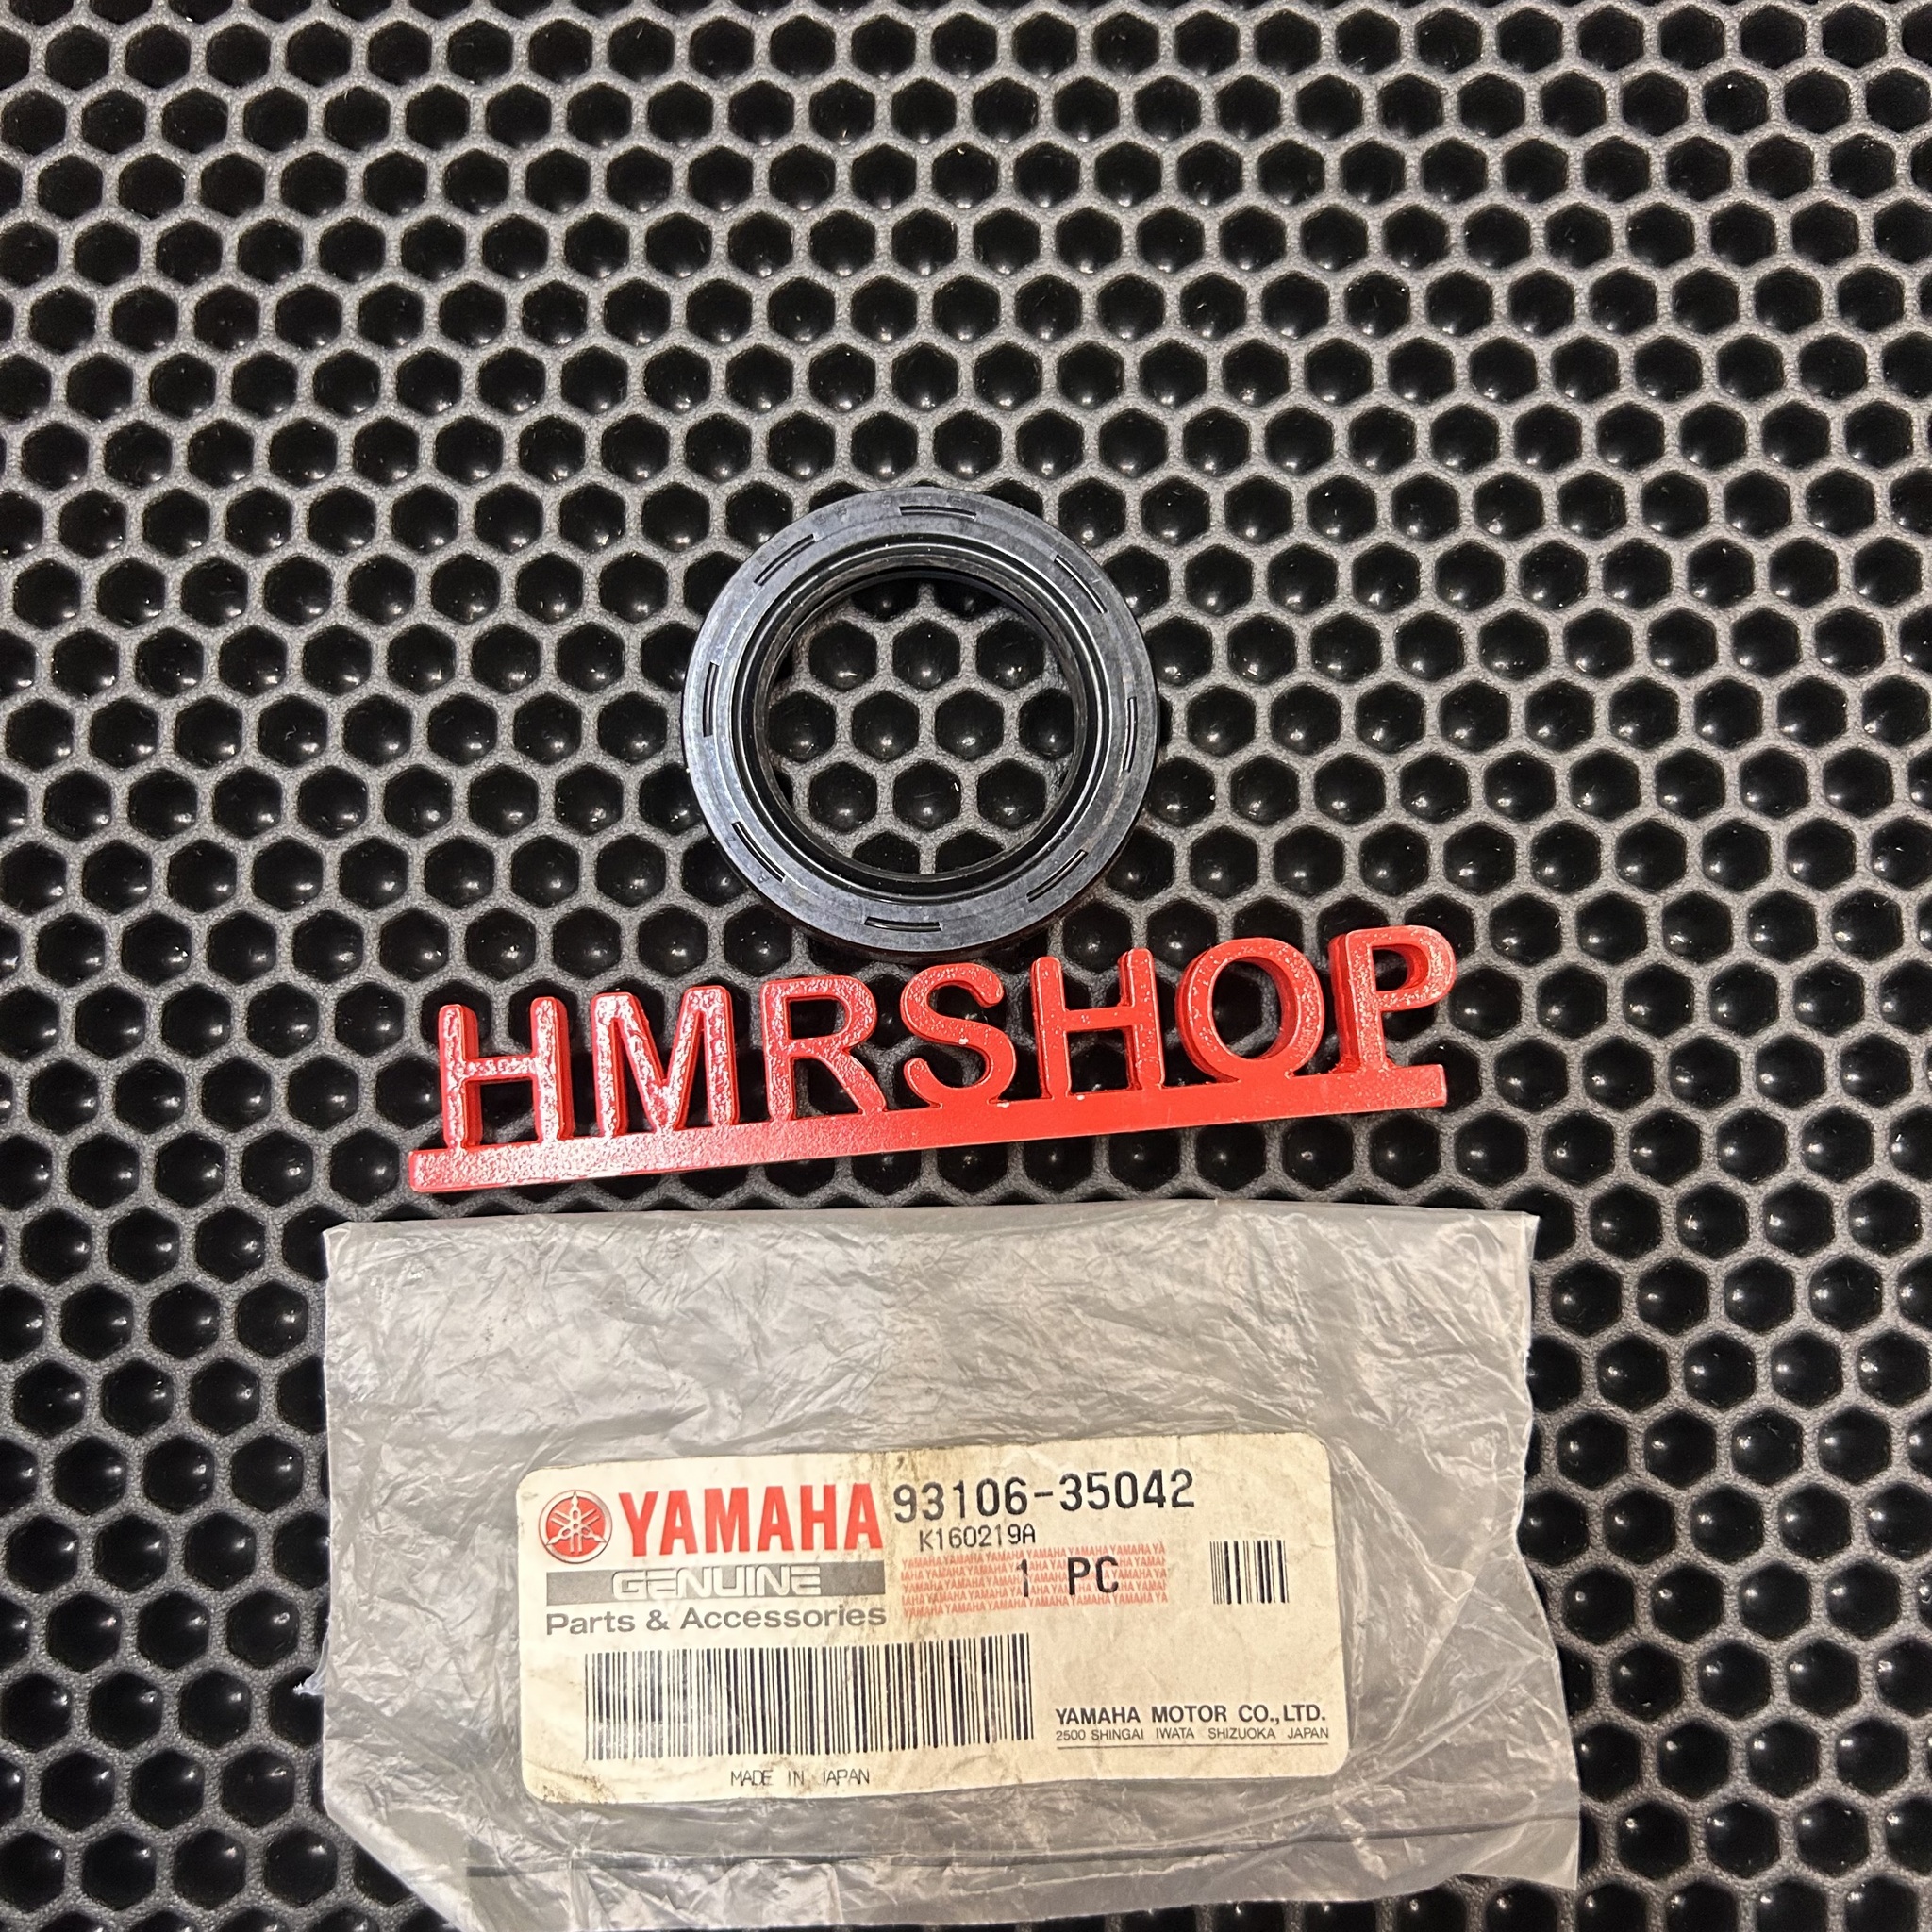 HMRSHOP
YAMAHA 93106-35042
K160219A
GENUINE 1 PC
Parts & Accessories
YAMAHA MOTOR CO.,LTD.
2500 SHINGAI IWATA SHIZUOKA JAPAN
MADE IN JAPAN